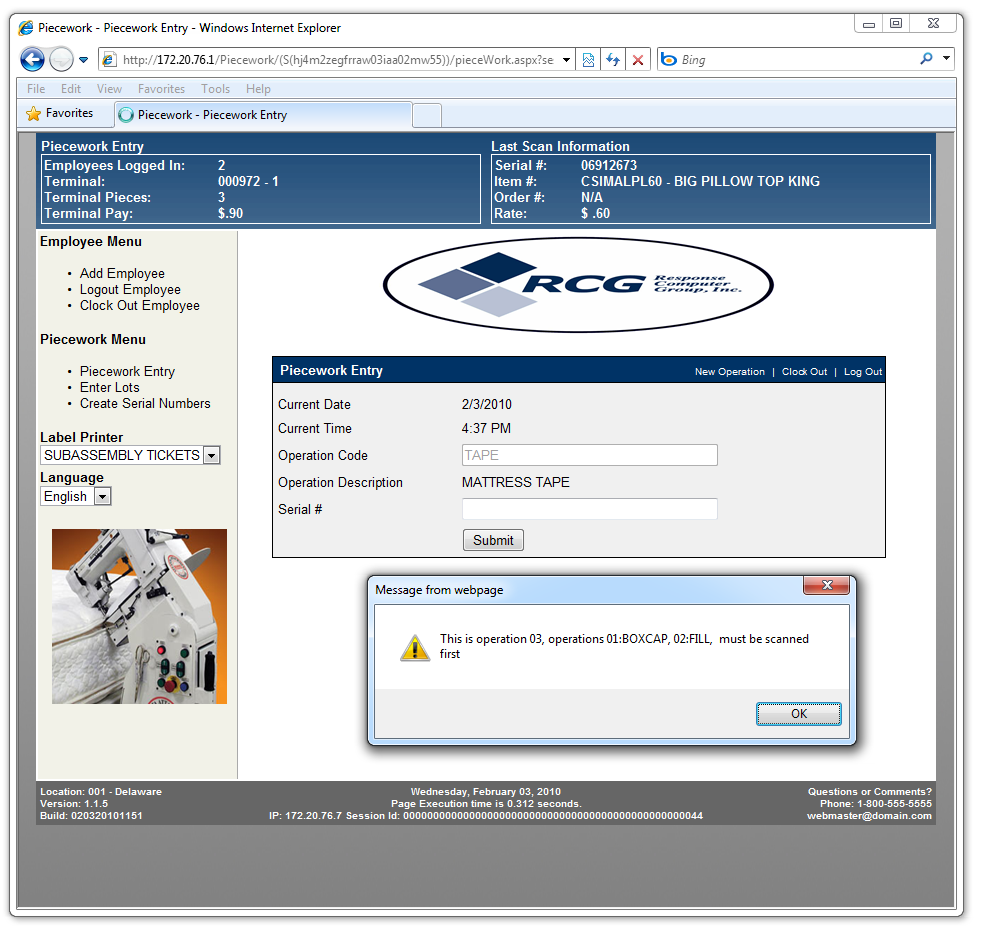 Piecework - Piecework Entry - Windows Internet Explorer
http://172.20.76.1/Piecework/(S(hj4m2zegfrraw03iaa02mw55))/pieceWork.aspx?se
Bing
File Edit View Favorites Tools Help
Favorites
Piecework - Piecework Entry
Piecework Entry
Employees Logged In: 2
Terminal: 000972 - 1
Terminal Pieces: 3
Terminal Pay: $.90
Last Scan Information
Serial #: 06912673
Item #: CSIMALPL60 - BIG PILLOW TOP KING
Order #: N/A
Rate: $ .60
Employee Menu
• Add Employee
• Logout Employee
• Clock Out Employee
Piecework Menu
• Piecework Entry
• Enter Lots
• Create Serial Numbers
Label Printer
SUBASSEMBLY TICKETS
Language
English
RCG
Response
Computer
Group, Inc.
Piecework Entry
New Operation | Clock Out | Log Out
Current Date 2/3/2010
Current Time 4:37 PM
Operation Code TAPE
Operation Description MATTRESS TAPE
Serial #
Submit
Message from webpage
This is operation 03, operations 01:BOXCAP, 02:FILL, must be scanned
first
OK
Location: 001 - Delaware
Version: 1.1.5
Build: 020320101151
Wednesday, February 03, 2010
Page Execution time is 0.312 seconds.
IP: 172.20.76.7 Session Id:
Questions or Comments?
Phone: 1-800-555-5555
webmaster@domain.com